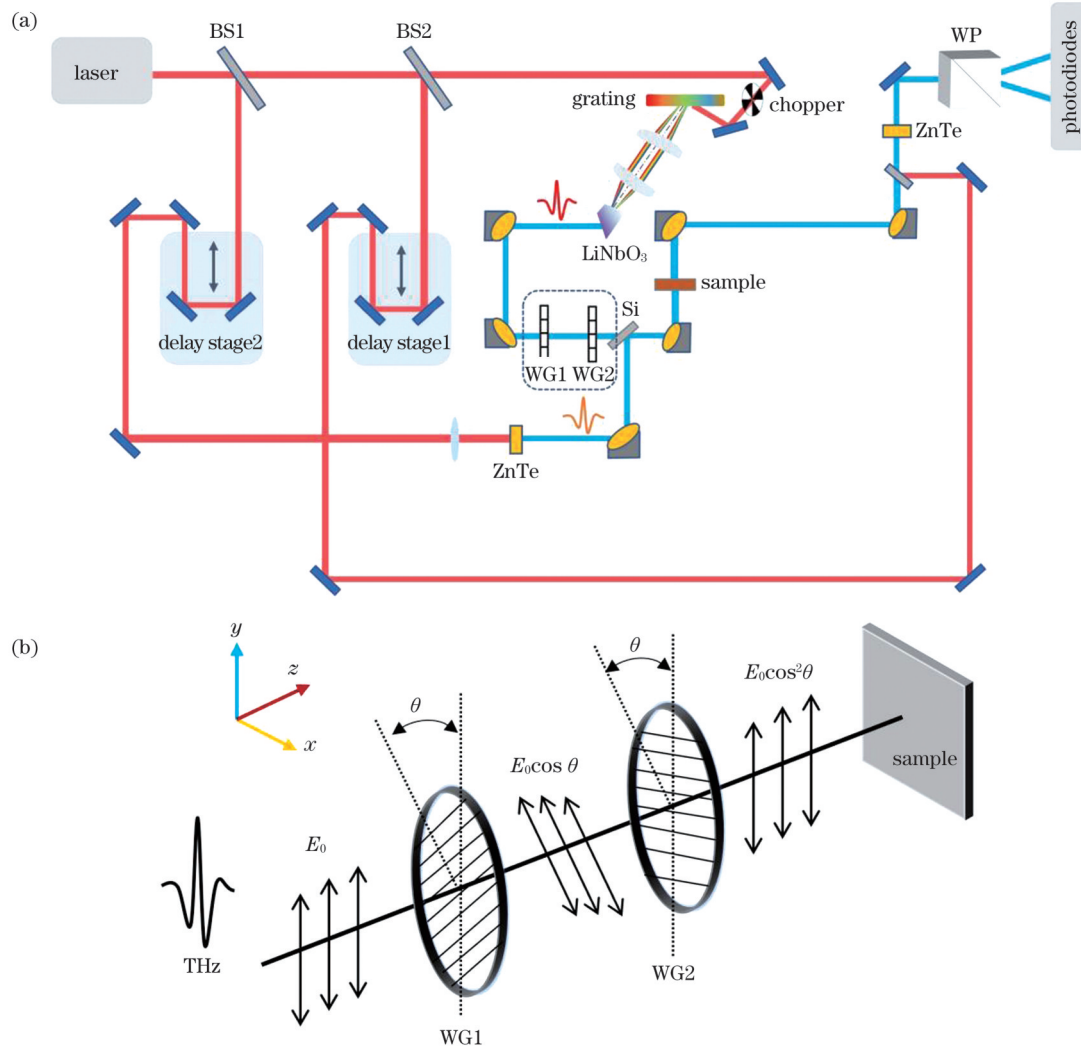 (a)
BS1
BS2
WP
laser
photodiodes
grating
chopper
ZnTe
LiNbO₃
sample
Si
delay stage2
delay stage1
WG1
WG2
ZnTe
(b)
y
z
x
θ
θ
E₀cos²θ
E₀cos θ
sample
E₀
THz
WG2
WG1